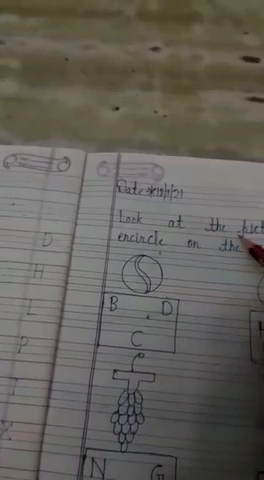 Date
Look at the
encircle on the
B D
C
N G
D
H
L
P
T
X